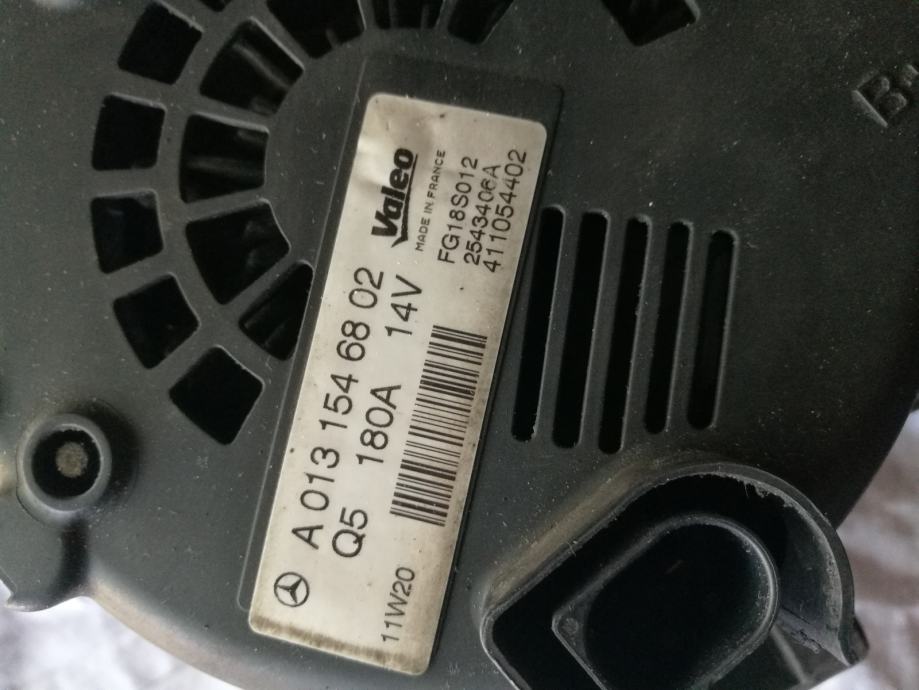 Valeo
MADE IN FRANCE
FG18S012
2543406A
411054402
A 013 154 68 02
Q5 180A 14V
11W20
B+